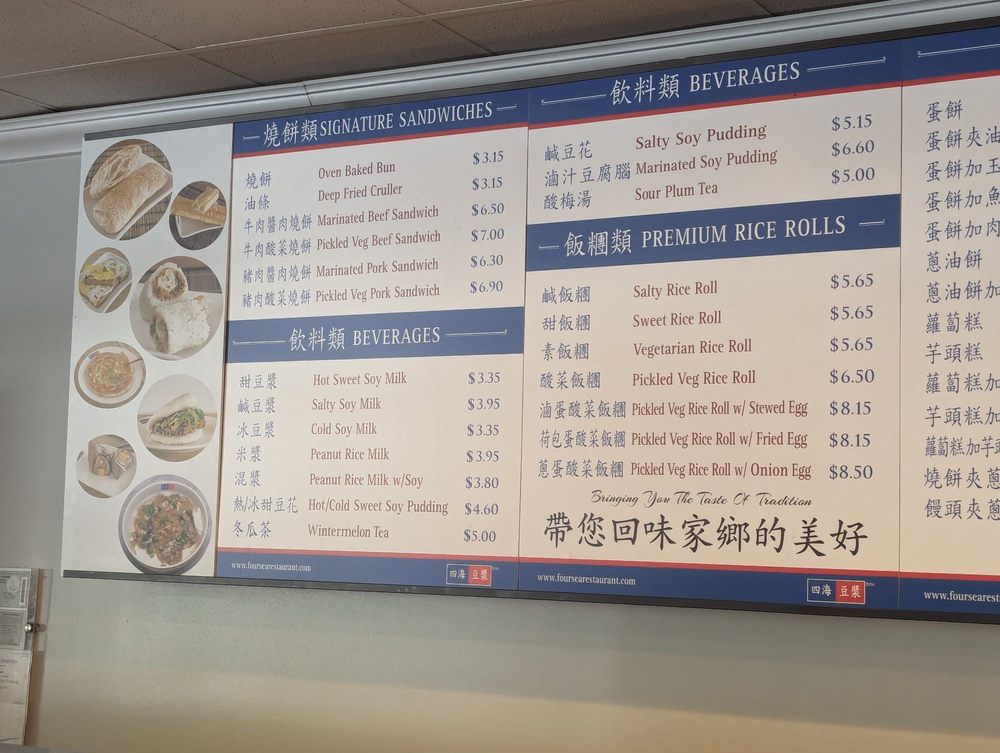 燒餅類 SIGNATURE SANDWICHES
燒餅 Oven Baked Bun $3.15
油條 Deep Fried Cruller $3.15
牛肉醬肉燒餅 Marinated Beef Sandwich $6.50
牛肉酸菜燒餅 Pickled Veg Beef Sandwich $7.00
豬肉醬肉燒餅 Marinated Pork Sandwich $6.30
豬肉酸菜燒餅 Pickled Veg Pork Sandwich $6.90
飲料類 BEVERAGES
甜豆漿 Hot Sweet Soy Milk $3.35
鹹豆漿 Salty Soy Milk $3.95
冰豆漿 Cold Soy Milk $3.35
米漿 Peanut Rice Milk $3.95
混漿 Peanut Rice Milk w/Soy $3.80
熱/冰甜豆花 Hot/Cold Sweet Soy Pudding $4.60
冬瓜茶 Wintermelon Tea $5.00
www.foursearestaurant.com
四海 豆漿
飲料類 BEVERAGES
鹹豆花 Salty Soy Pudding $5.15
滷汁豆腐腦 Marinated Soy Pudding $6.60
酸梅湯 Sour Plum Tea $5.00
飯糰類 PREMIUM RICE ROLLS
鹹飯糰 Salty Rice Roll $5.65
甜飯糰 Sweet Rice Roll $5.65
素飯糰 Vegetarian Rice Roll $5.65
酸菜飯糰 Pickled Veg Rice Roll $6.50
滷蛋酸菜飯糰 Pickled Veg Rice Roll w/ Stewed Egg $8.15
荷包蛋酸菜飯糰 Pickled Veg Rice Roll w/ Fried Egg $8.15
蔥蛋酸菜飯糰 Pickled Veg Rice Roll w/ Onion Egg $8.50
Bringing You The Taste Of Tradition
帶您回味家鄉的美好
www.foursearestaurant.com
四海 豆漿
蛋餅
蛋餅夾油
蛋餅加玉
蛋餅加魚
蛋餅加肉
蔥油餅
蔥油餅加
蘿蔔糕
芋頭糕
蘿蔔糕加
芋頭糕加
蘿蔔糕加芋頭
燒餅夾蔥
饅頭夾蔥
www.foursearest